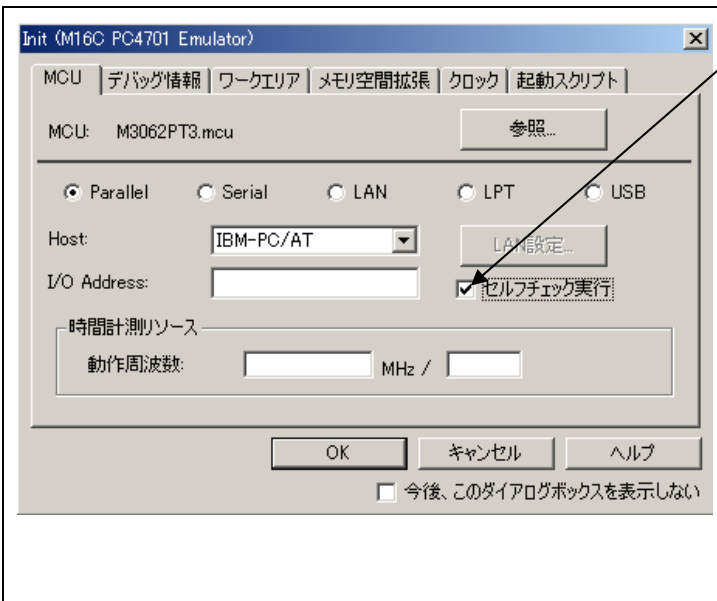 Init (M16C PC4701 Emulator)
MCU デバッグ情報 ワークエリア メモリ空間拡張 クロック 起動スクリプト
MCU: M3062PT3.mcu 参照...
Parallel Serial LAN LPT USB
Host: IBM-PC/AT LAN設定...
I/O Address: セルフチェック実行
時間計測リソース
動作周波数: MHz /
OK キャンセル ヘルプ
今後、このダイアログボックスを表示しない